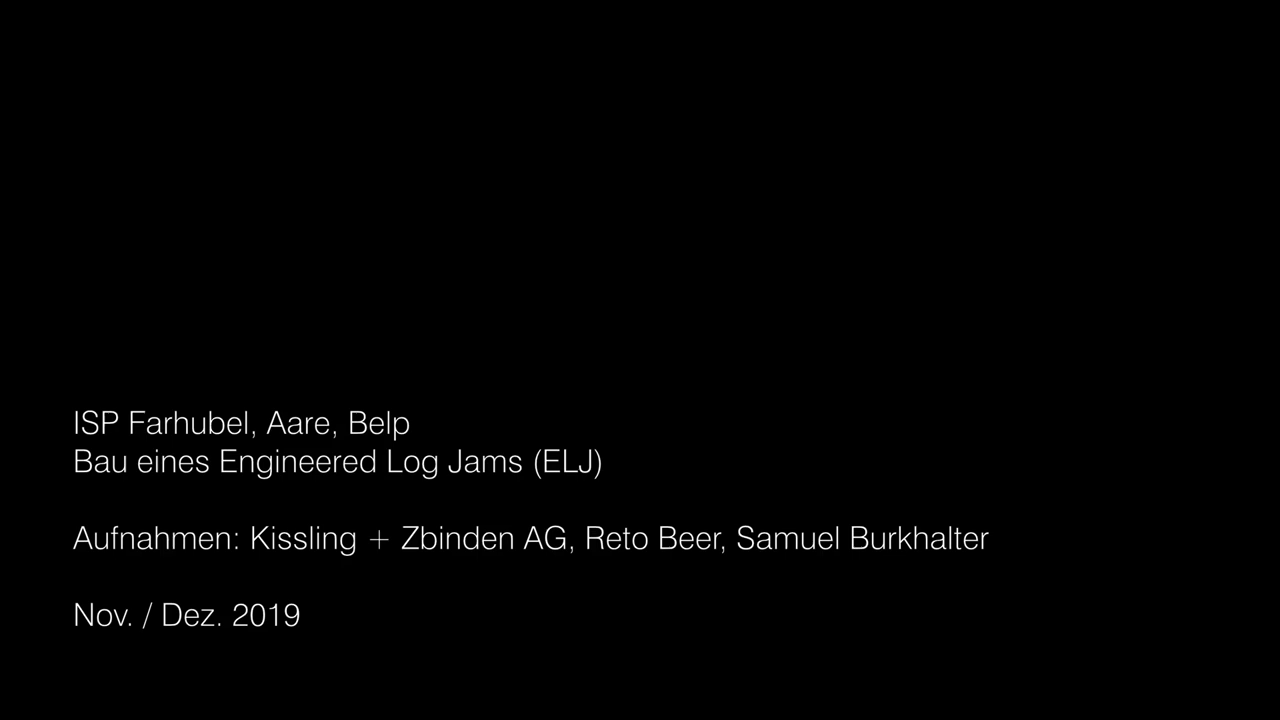 ISP Farhubel, Aare, Belp
Bau eines Engineered Log Jams (ELJ)
Aufnahmen: Kissling + Zbinden AG, Reto Beer, Samuel Burkhalter
Nov. / Dez. 2019